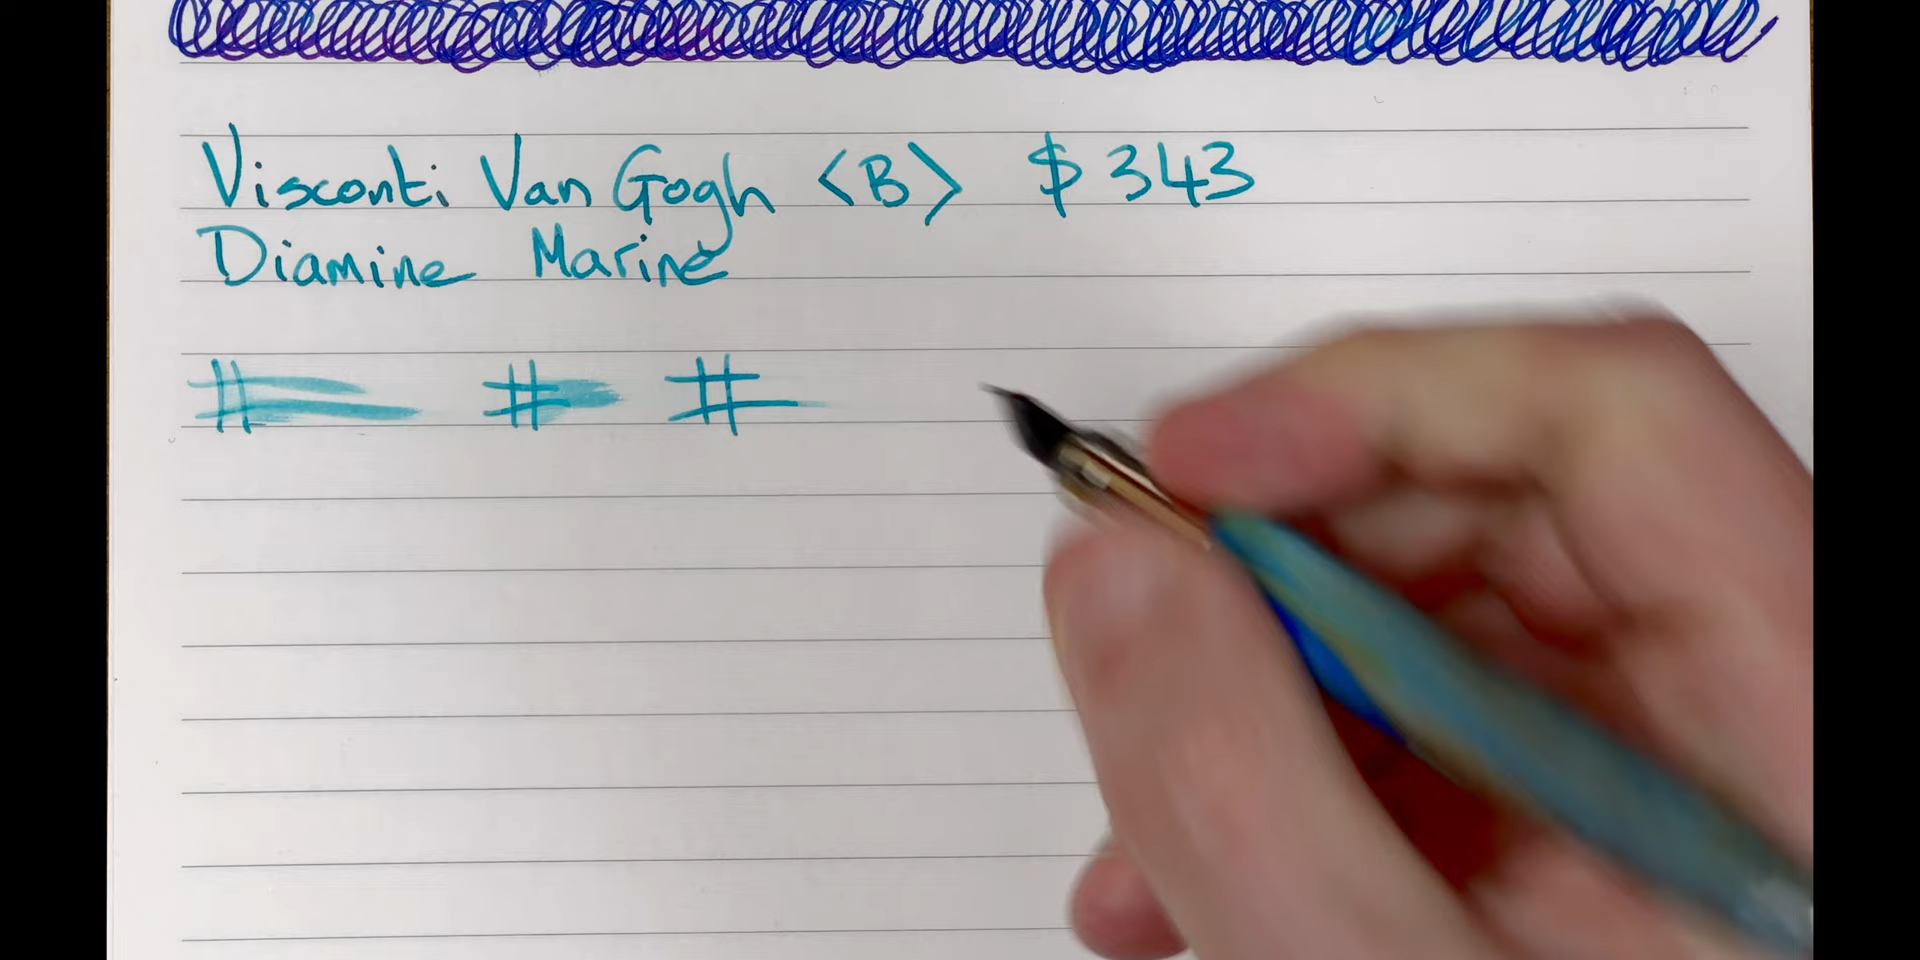 Visconti Van Gogh <B> $343
Diamine Marine
# # #